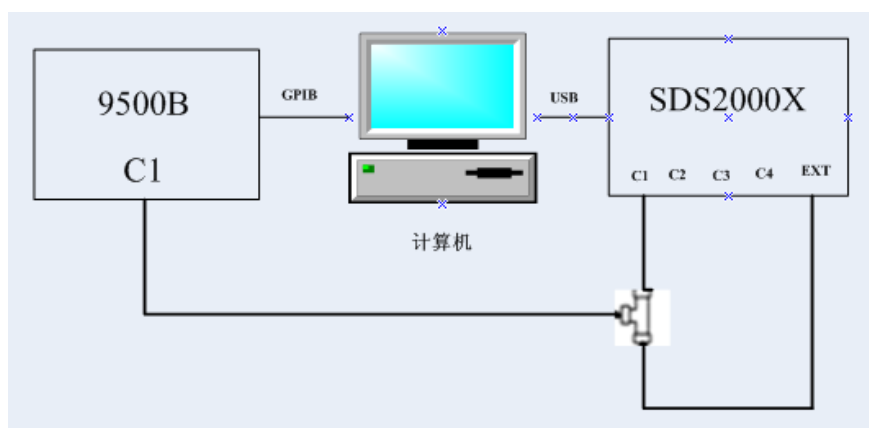 9500B
C1
GPIB
USB
SDS2000X
C1 C2 C3 C4 EXT
计算机